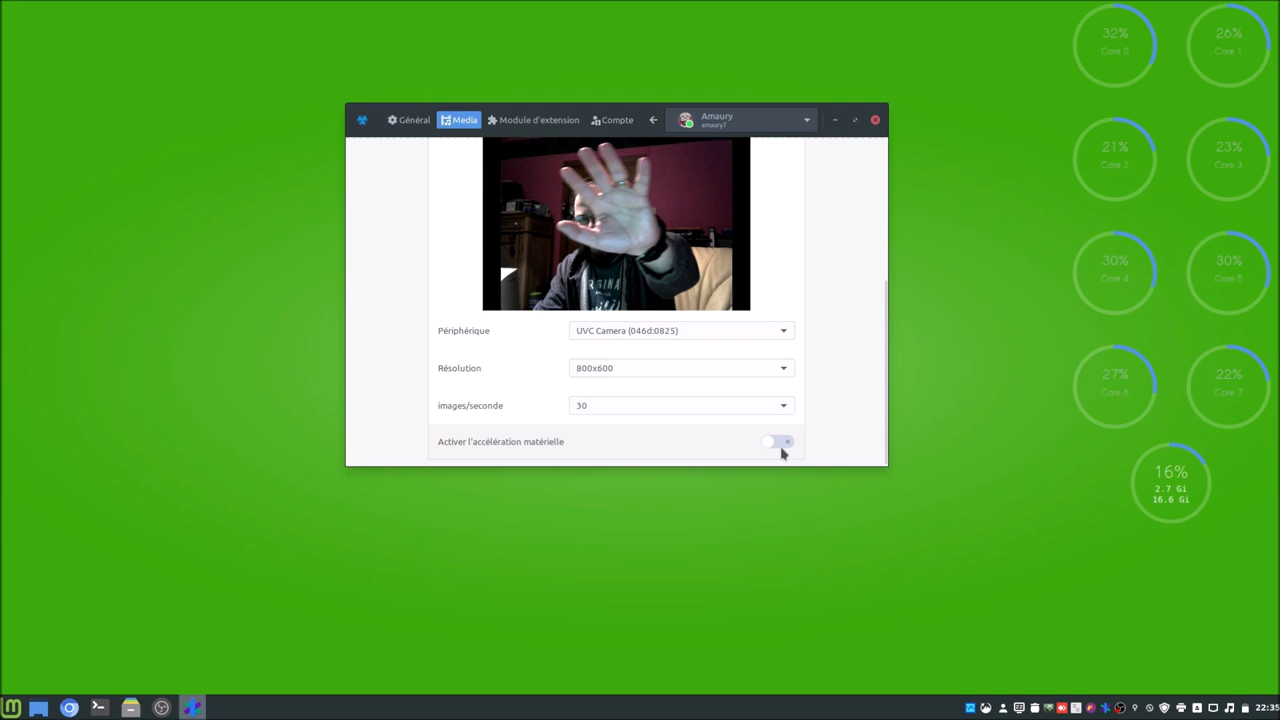 32%
Core 0
26%
Core 1
21%
Core 2
23%
Core 3
30%
Core 4
30%
Core 5
27%
Core 6
22%
Core 7
16%
2.7 Gi
16.6 Gi
Général Media Module d'extension Compte
Amaury
amaury7
Périphérique UVC Camera (046d:0825)
Résolution 800x600
images/seconde 30
Activer l'accélération matérielle
22:35